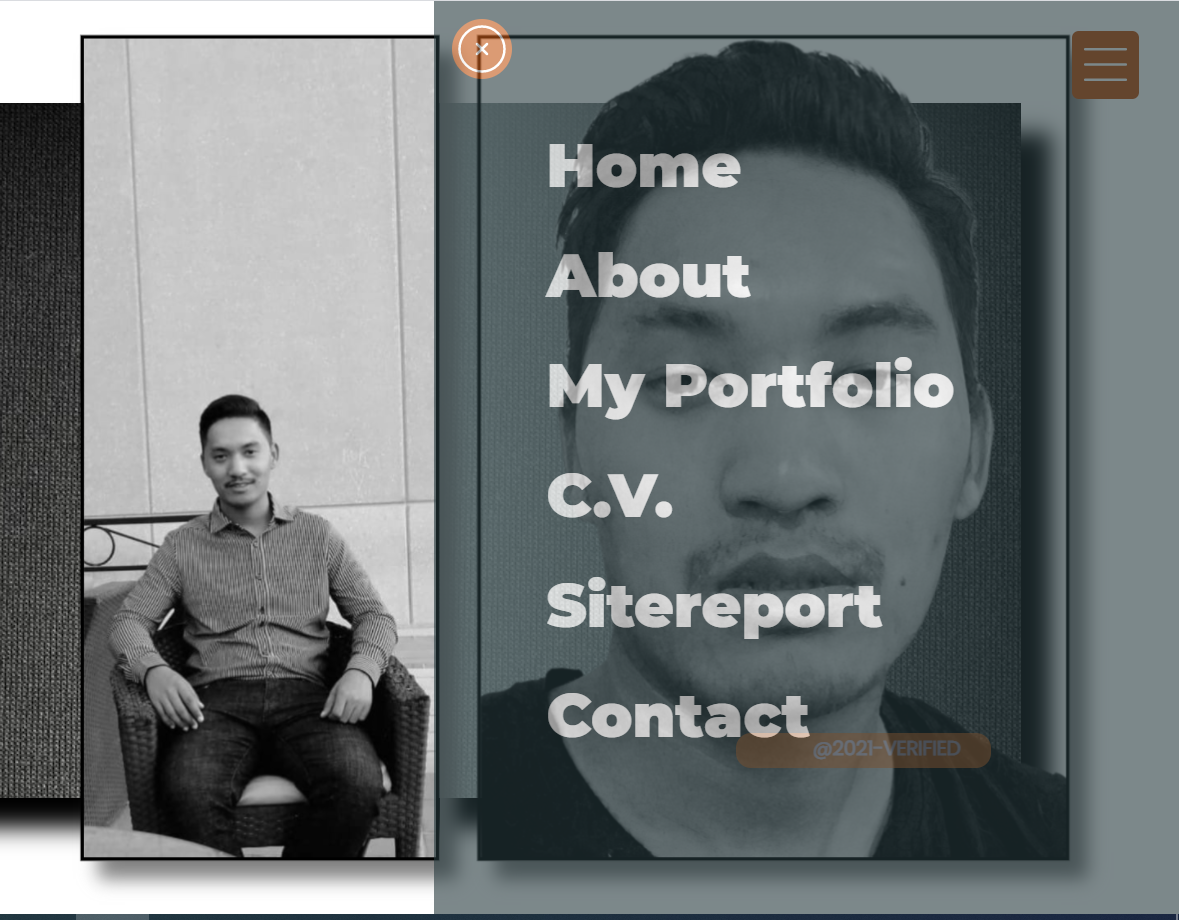 Home
About
My Portfolio
C.V.
Sitereport
Contact
@2021-VERIFIED